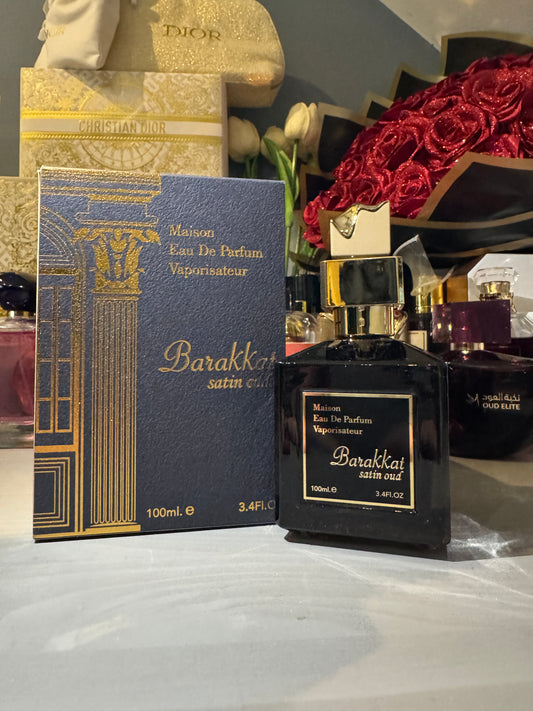 DIOR
CHRISTIAN DIOR
Maison
Eau De Parfum
Vaporisateur
Barakkat
satin oud
100ml. e
3.4Fl.O
Maison
Eau De Parfum
Vaporisateur
Barakkat
satin oud
100ml. e
3.4Fl.OZ
نخبة العود
OUD ELITE